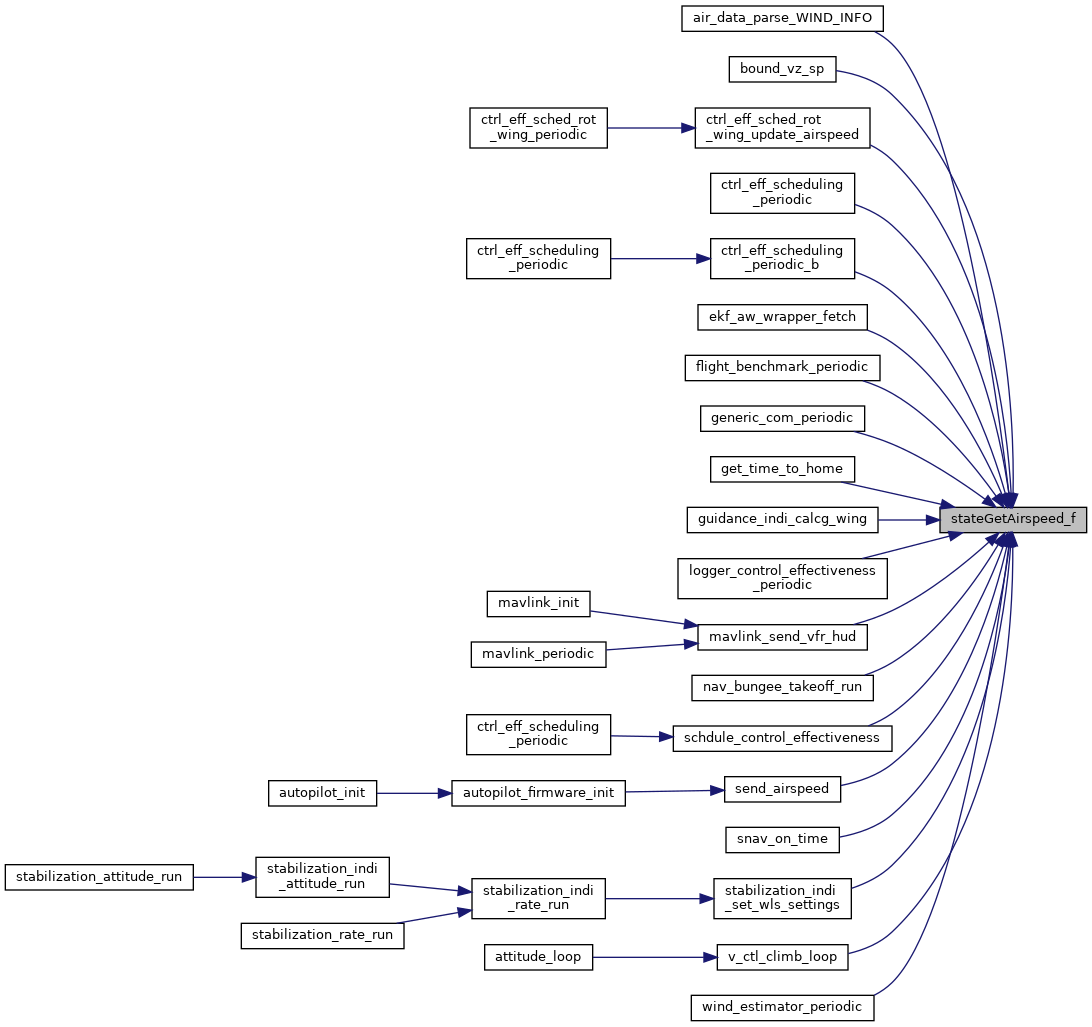 air_data_parse_WIND_INFO
bound_vz_sp
ctrl_eff_sched_rot
_wing_periodic
ctrl_eff_sched_rot
_wing_update_airspeed
ctrl_eff_scheduling
_periodic
ctrl_eff_scheduling
_periodic
ctrl_eff_scheduling
_periodic_b
ekf_aw_wrapper_fetch
flight_benchmark_periodic
generic_com_periodic
get_time_to_home
guidance_indi_calcg_wing
stateGetAirspeed_f
logger_control_effectiveness
_periodic
mavlink_init
mavlink_send_vfr_hud
mavlink_periodic
nav_bungee_takeoff_run
ctrl_eff_scheduling
_periodic
schdule_control_effectiveness
autopilot_init
autopilot_firmware_init
send_airspeed
snav_on_time
stabilization_attitude_run
stabilization_indi
_attitude_run
stabilization_indi
_rate_run
stabilization_indi
_set_wls_settings
stabilization_rate_run
attitude_loop
v_ctl_climb_loop
wind_estimator_periodic